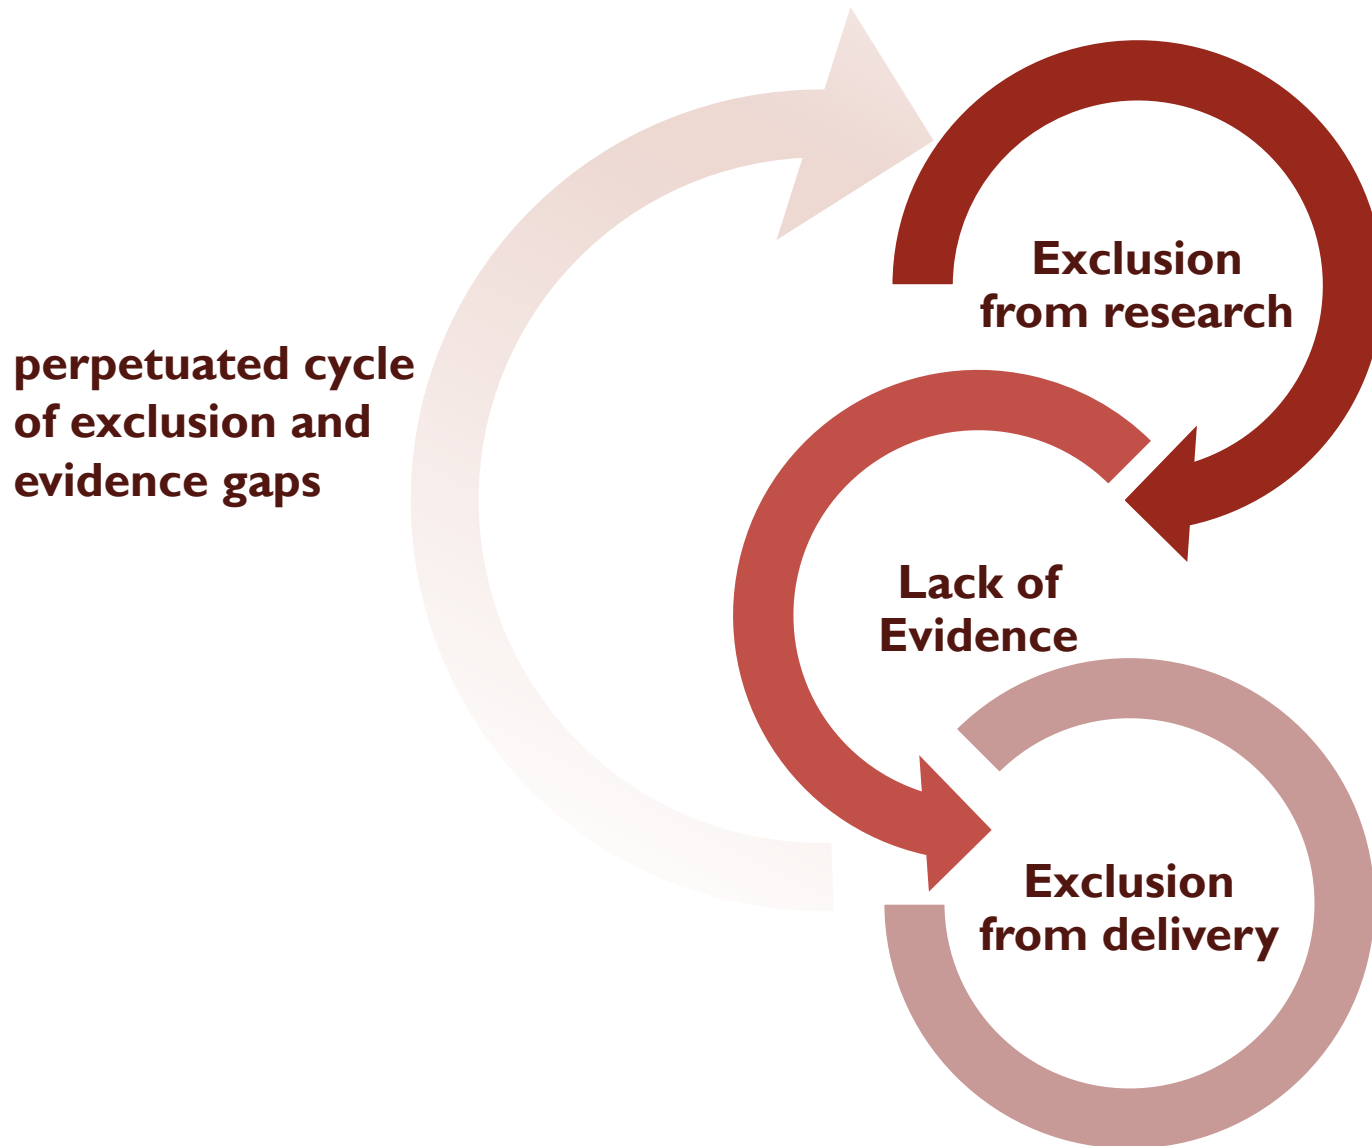 Exclusion
from research
perpetuated cycle
of exclusion and
evidence gaps
Lack of
Evidence
Exclusion
from delivery